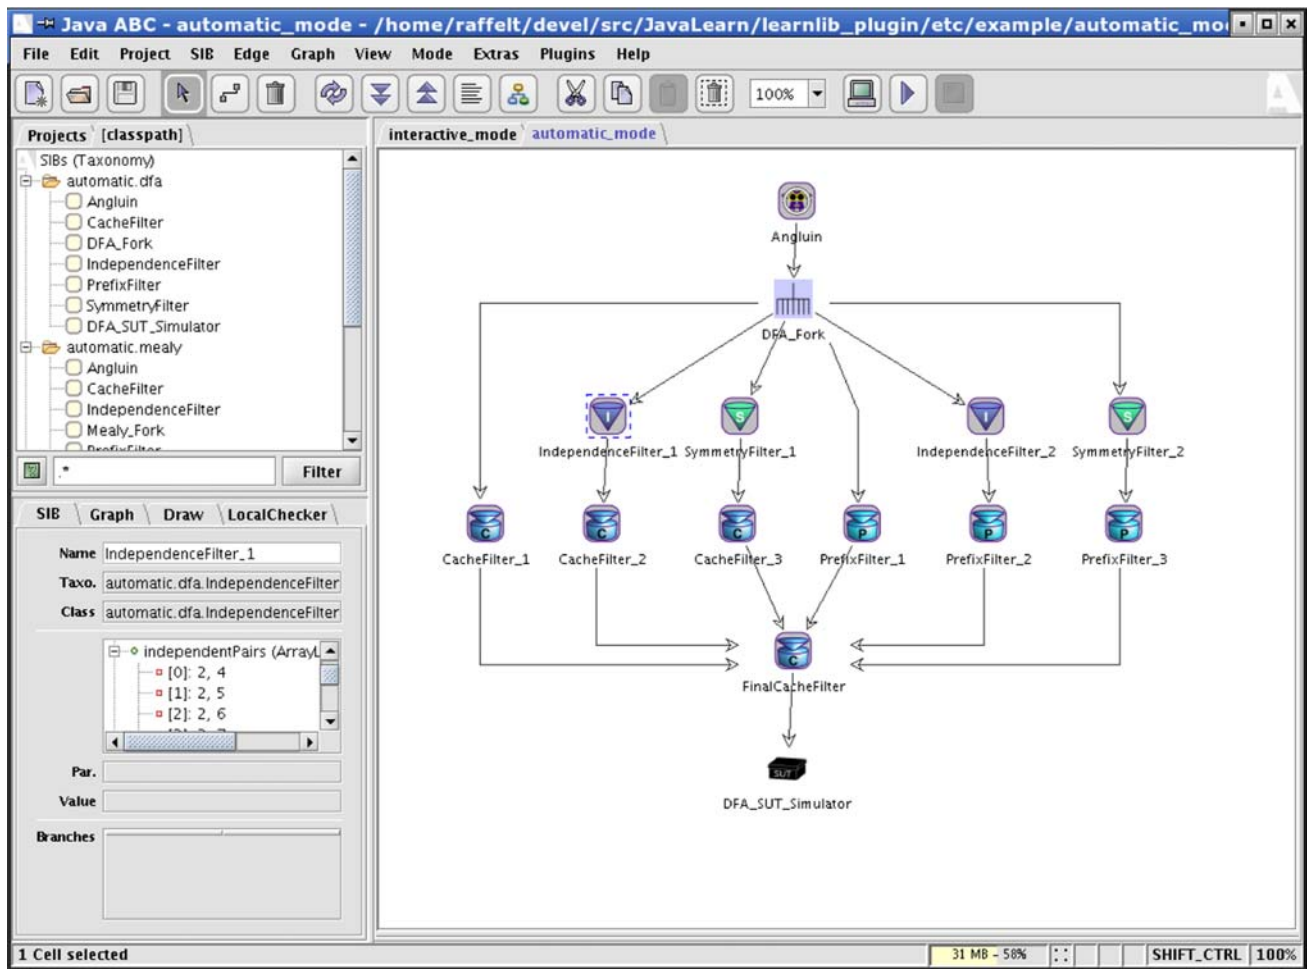 Java ABC - automatic_mode - /home/raffelt/devel/src/JavaLearn/learnlib_plugin/etc/example/automatic_mo
File Edit Project SIB Edge Graph View Mode Extras Plugins Help
100%
Projects [classpath]
interactive_mode automatic_mode
SIBs (Taxonomy)
automatic.dfa
Angluin
CacheFilter
DFA_Fork
IndependenceFilter
PrefixFilter
SymmetryFilter
DFA_SUT_Simulator
automatic.mealy
Angluin
CacheFilter
IndependenceFilter
Mealy_Fork
PrefixFilter
.* Filter
SIB Graph Draw LocalChecker
Name IndependenceFilter_1
Taxo. automatic.dfa.IndependenceFilter
Class automatic.dfa.IndependenceFilter
independentPairs (ArrayL
[0]: 2, 4
[1]: 2, 5
[2]: 2, 6
Par.
Value
Branches
Angluin
DFA_Fork
I S I S
IndependenceFilter_1 SymmetryFilter_1 IndependenceFilter_2 SymmetryFilter_2
C C C P P P
CacheFilter_1 CacheFilter_2 CacheFilter_3 PrefixFilter_1 PrefixFilter_2 PrefixFilter_3
C
FinalCacheFilter
SUT
DFA_SUT_Simulator
1 Cell selected 31 MB - 58% SHIFT_CTRL 100%